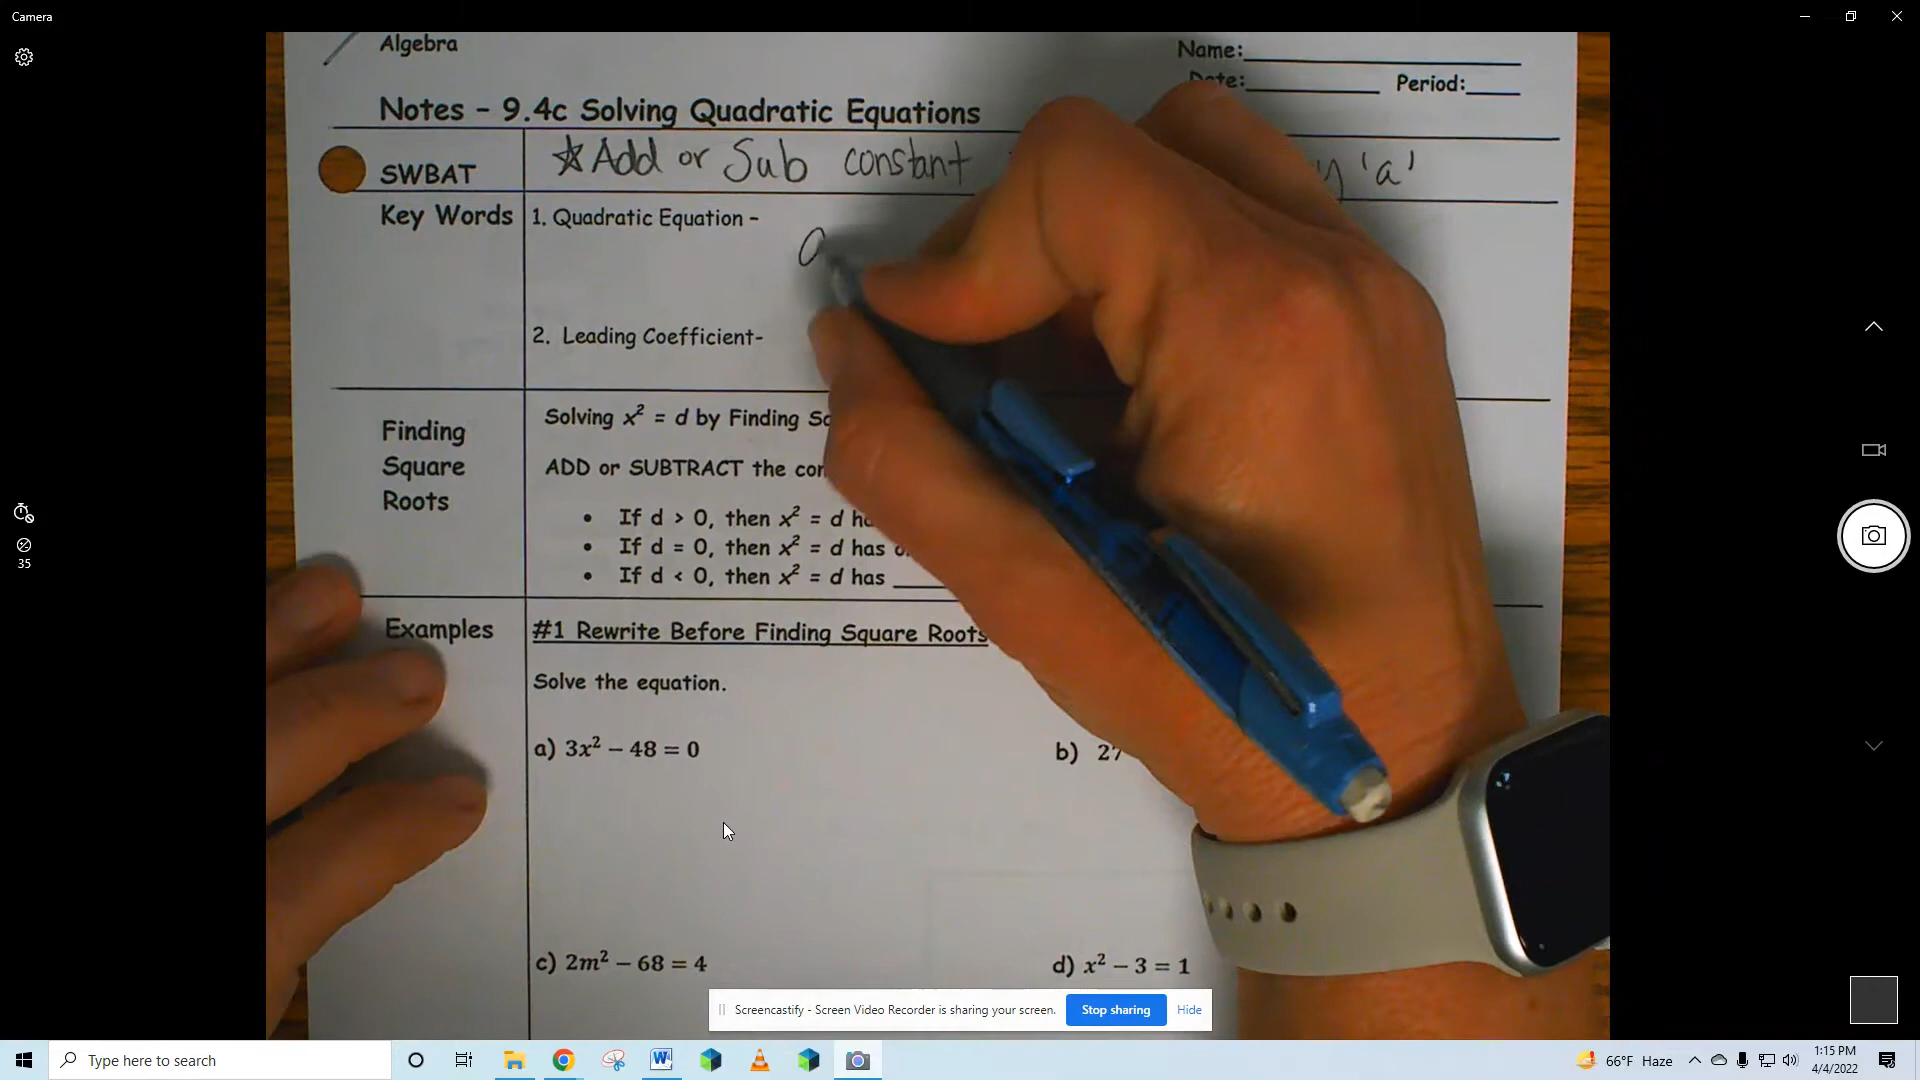 Camera
Algebra
Name:
Date: Period:
Notes - 9.4c Solving Quadratic Equations
SWBAT
☆Add or Sub constant
'a'
Key Words
1. Quadratic Equation -
a
2. Leading Coefficient-
Finding
Square
Roots
Solving x² = d by Finding
ADD or SUBTRACT the
• If d > 0, then x² = d
• If d = 0, then x² = d has
• If d < 0, then x² = d has
Examples
#1 Rewrite Before Finding Square Roots
Solve the equation.
a) 3x² − 48 = 0
b) 27
c) 2m² − 68 = 4
d) x² − 3 = 1
35
Screencastify - Screen Video Recorder is sharing your screen.
Stop sharing
Hide
Type here to search
66°F Haze
1:15 PM
4/4/2022